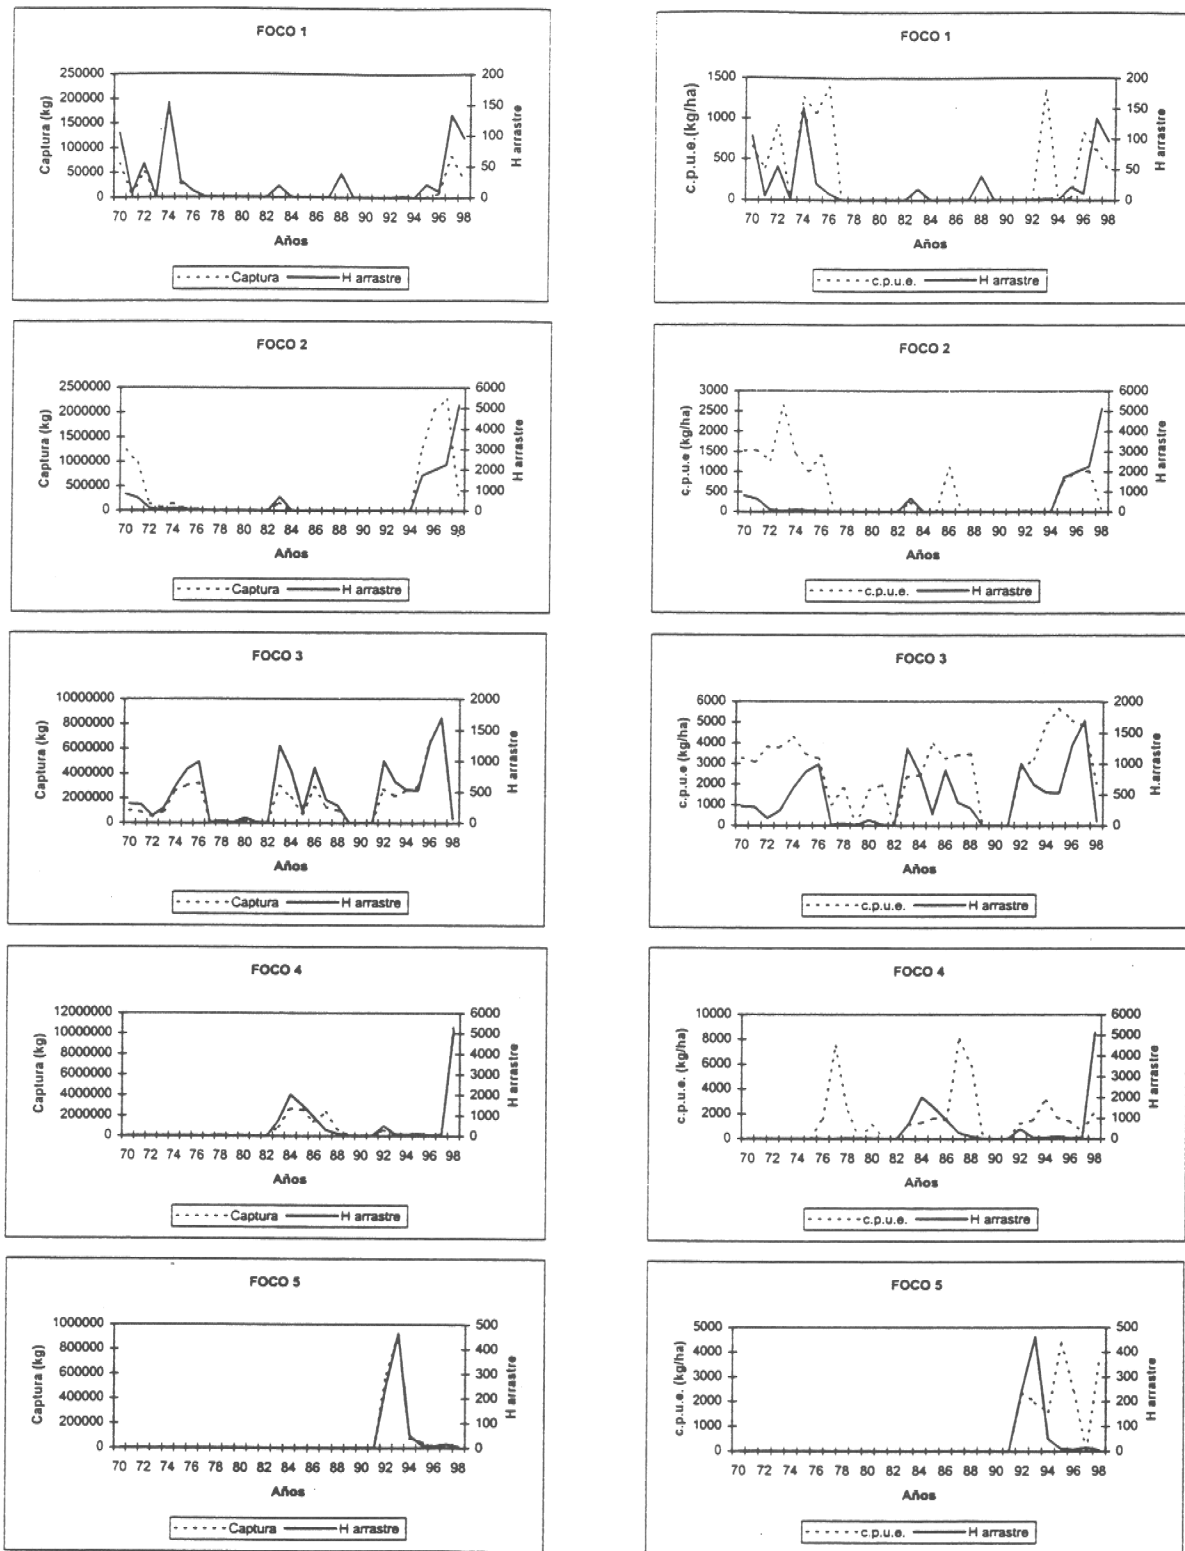 FOCO 1
Captura (kg)
250000
200000
150000
100000
50000
0
200
150
100
50
0
H arrastre
70 72 74 76 78 80 82 84 86 88 90 92 94 96 98
Años
Captura H arrastre
FOCO 1
c.p.u.e.(kg/ha)
1500
1000
500
0
200
150
100
50
0
H arrastre
70 72 74 76 78 80 82 84 86 88 90 92 94 96 98
Años
c.p.u.e. H arrastre
FOCO 2
Captura (kg)
2500000
2000000
1500000
1000000
500000
0
6000
5000
4000
3000
2000
1000
0
H arrastre
70 72 74 76 78 80 82 84 86 88 90 92 94 96 98
Años
Captura H arrastre
FOCO 2
c.p.u.e (kg/ha)
3000
2500
2000
1500
1000
500
0
6000
5000
4000
3000
2000
1000
0
H arrastre
70 72 74 76 78 80 82 84 86 88 90 92 94 96 98
Años
c.p.u.e. H arrastre
FOCO 3
Captura (kg)
10000000
8000000
6000000
4000000
2000000
0
2000
1500
1000
500
0
H arrastre
70 72 74 76 78 80 82 84 86 88 90 92 94 96 98
Años
Captura H arrastre
FOCO 3
c.p.u.e (kg/ha)
6000
5000
4000
3000
2000
1000
0
2000
1500
1000
500
0
H.arrastre
70 72 74 76 78 80 82 84 86 88 90 92 94 96 98
Años
c.p.u.e. H arrastre
FOCO 4
Captura (kg)
12000000
10000000
8000000
6000000
4000000
2000000
0
6000
5000
4000
3000
2000
1000
0
H arrastre
70 72 74 76 78 80 82 84 86 88 90 92 94 96 98
Años
Captura H arrastre
FOCO 4
c.p.u.e. (kg/ha)
10000
8000
6000
4000
2000
0
6000
5000
4000
3000
2000
1000
0
H arrastre
70 72 74 76 78 80 82 84 86 88 90 92 94 96 98
Años
c.p.u.e. H arrastre
FOCO 5
Captura (kg)
1000000
800000
600000
400000
200000
0
500
400
300
200
100
0
H arrastre
70 72 74 76 78 80 82 84 86 88 90 92 94 96 98
Años
Captura H arrastre
FOCO 5
c.p.u.e. (kg/ha)
5000
4000
3000
2000
1000
0
500
400
300
200
100
0
H arrastre
70 72 74 76 78 80 82 84 86 88 90 92 94 96 98
Años
c.p.u.e. H arrastre